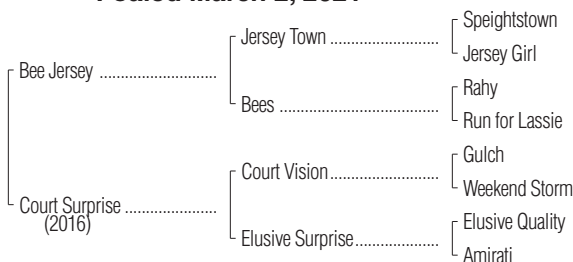 Foaled March 2, 2021
Speightstown
Jersey Town
Jersey Girl
Bee Jersey
Rahy
Bees
Run for Lassie
Gulch
Court Vision
Weekend Storm
Court Surprise
(2016)
Elusive Quality
Elusive Surprise
Amirati